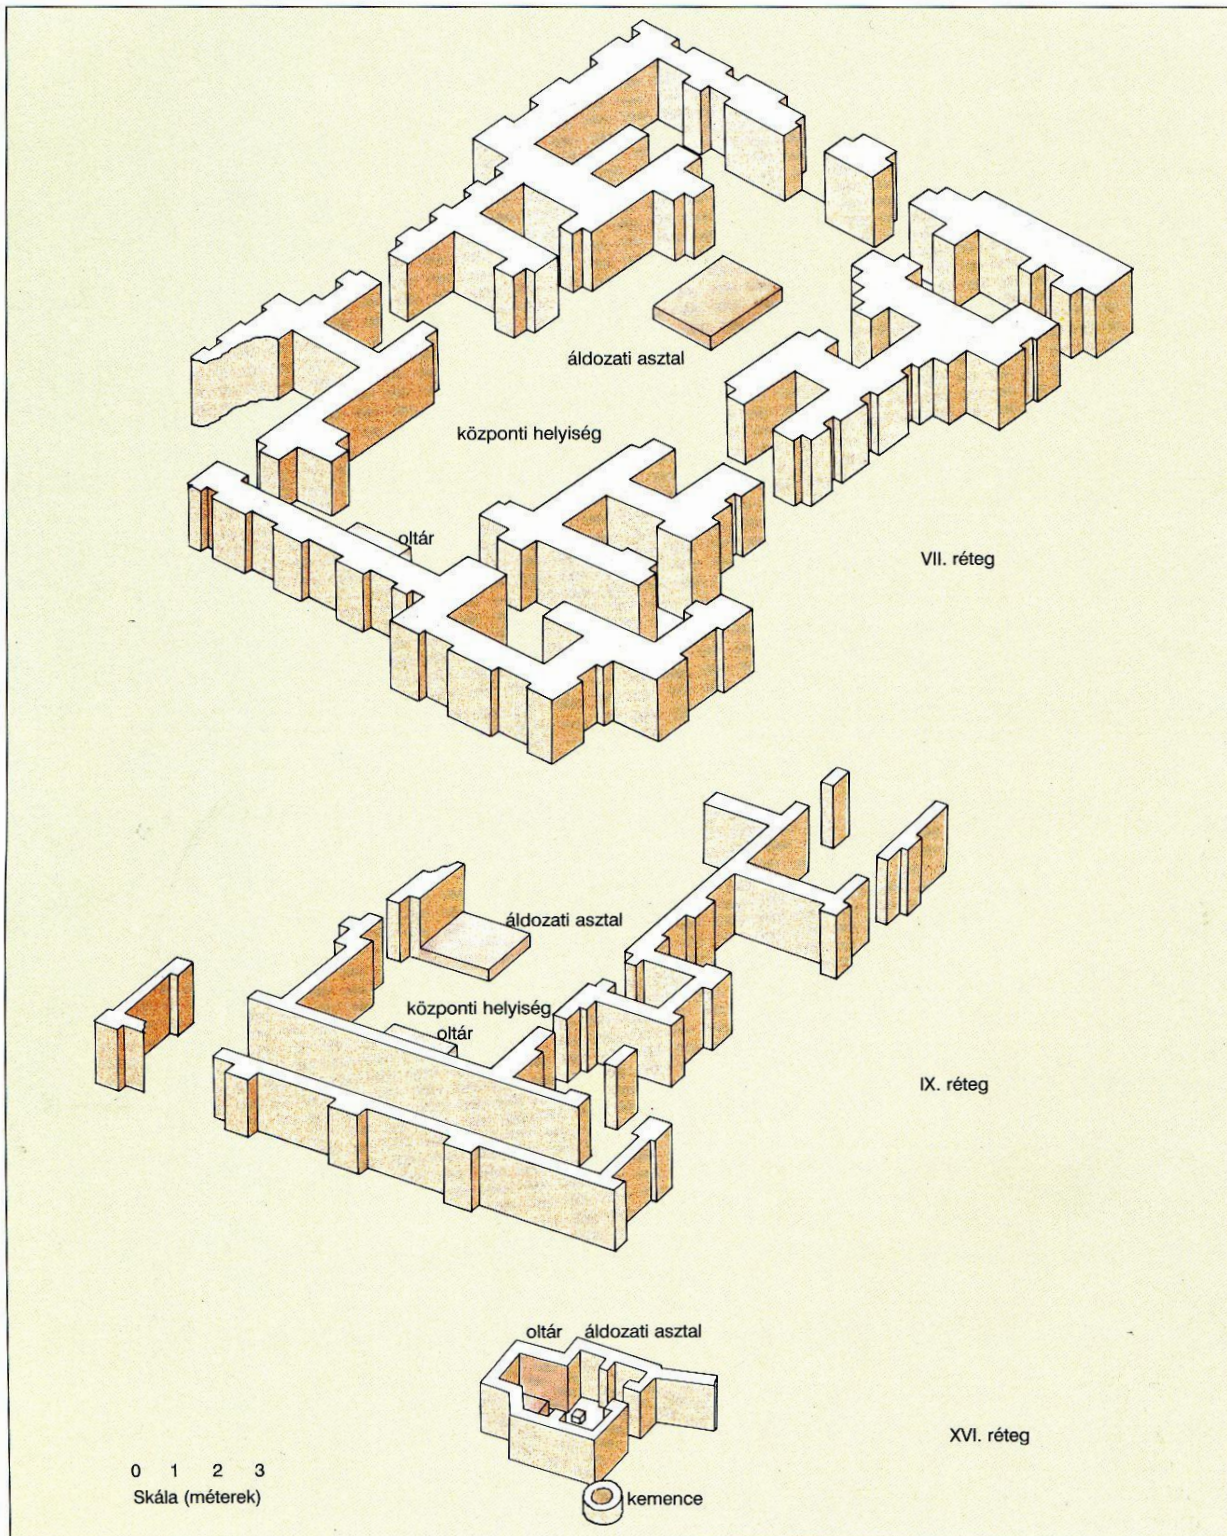 áldozati asztal
központi helyiség
oltár
VII. réteg
áldozati asztal
központi helyiség
oltár
IX. réteg
oltár áldozati asztal
XVI. réteg
0 1 2 3
Skála (méterek)
kemence